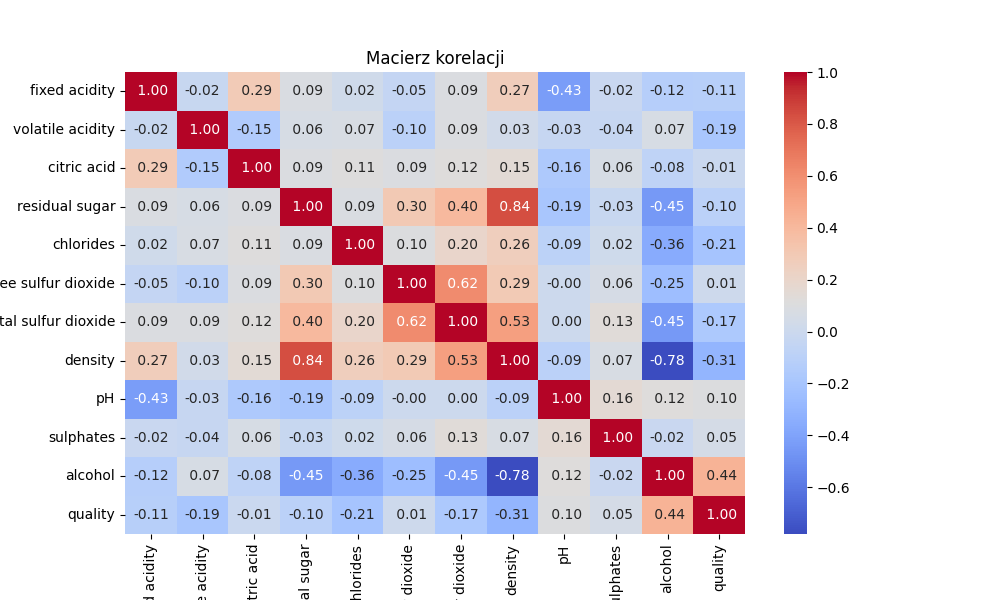 Macierz korelacji
fixed acidity 1.00 -0.02 0.29 0.09 0.02 -0.05 0.09 0.27 -0.43 -0.02 -0.12 -0.11
volatile acidity -0.02 1.00 -0.15 0.06 0.07 -0.10 0.09 0.03 -0.03 -0.04 0.07 -0.19
citric acid 0.29 -0.15 1.00 0.09 0.11 0.09 0.12 0.15 -0.16 0.06 -0.08 -0.01
residual sugar 0.09 0.06 0.09 1.00 0.09 0.30 0.40 0.84 -0.19 -0.03 -0.45 -0.10
chlorides 0.02 0.07 0.11 0.09 1.00 0.10 0.20 0.26 -0.09 0.02 -0.36 -0.21
ee sulfur dioxide -0.05 -0.10 0.09 0.30 0.10 1.00 0.62 0.29 -0.00 0.06 -0.25 0.01
tal sulfur dioxide 0.09 0.09 0.12 0.40 0.20 0.62 1.00 0.53 0.00 0.13 -0.45 -0.17
density 0.27 0.03 0.15 0.84 0.26 0.29 0.53 1.00 -0.09 0.07 -0.78 -0.31
pH -0.43 -0.03 -0.16 -0.19 -0.09 -0.00 0.00 -0.09 1.00 0.16 0.12 0.10
sulphates -0.02 -0.04 0.06 -0.03 0.02 0.06 0.13 0.07 0.16 1.00 -0.02 0.05
alcohol -0.12 0.07 -0.08 -0.45 -0.36 -0.25 -0.45 -0.78 0.12 -0.02 1.00 0.44
quality -0.11 -0.19 -0.01 -0.10 -0.21 0.01 -0.17 -0.31 0.10 0.05 0.44 1.00
d acidity
e acidity
tric acid
al sugar
hlorides
dioxide
dioxide
density
pH
lphates
alcohol
quality
1.0
0.8
0.6
0.4
0.2
0.0
−0.2
−0.4
−0.6